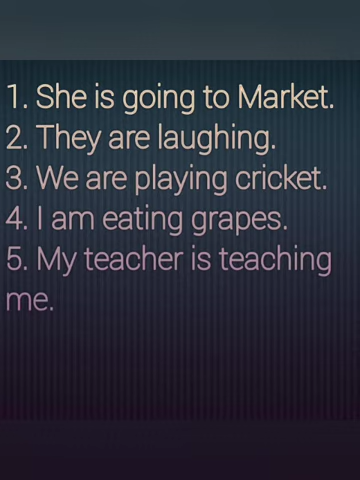 1. She is going to Market.
2. They are laughing.
3. We are playing cricket.
4. I am eating grapes.
5. My teacher is teaching
me.